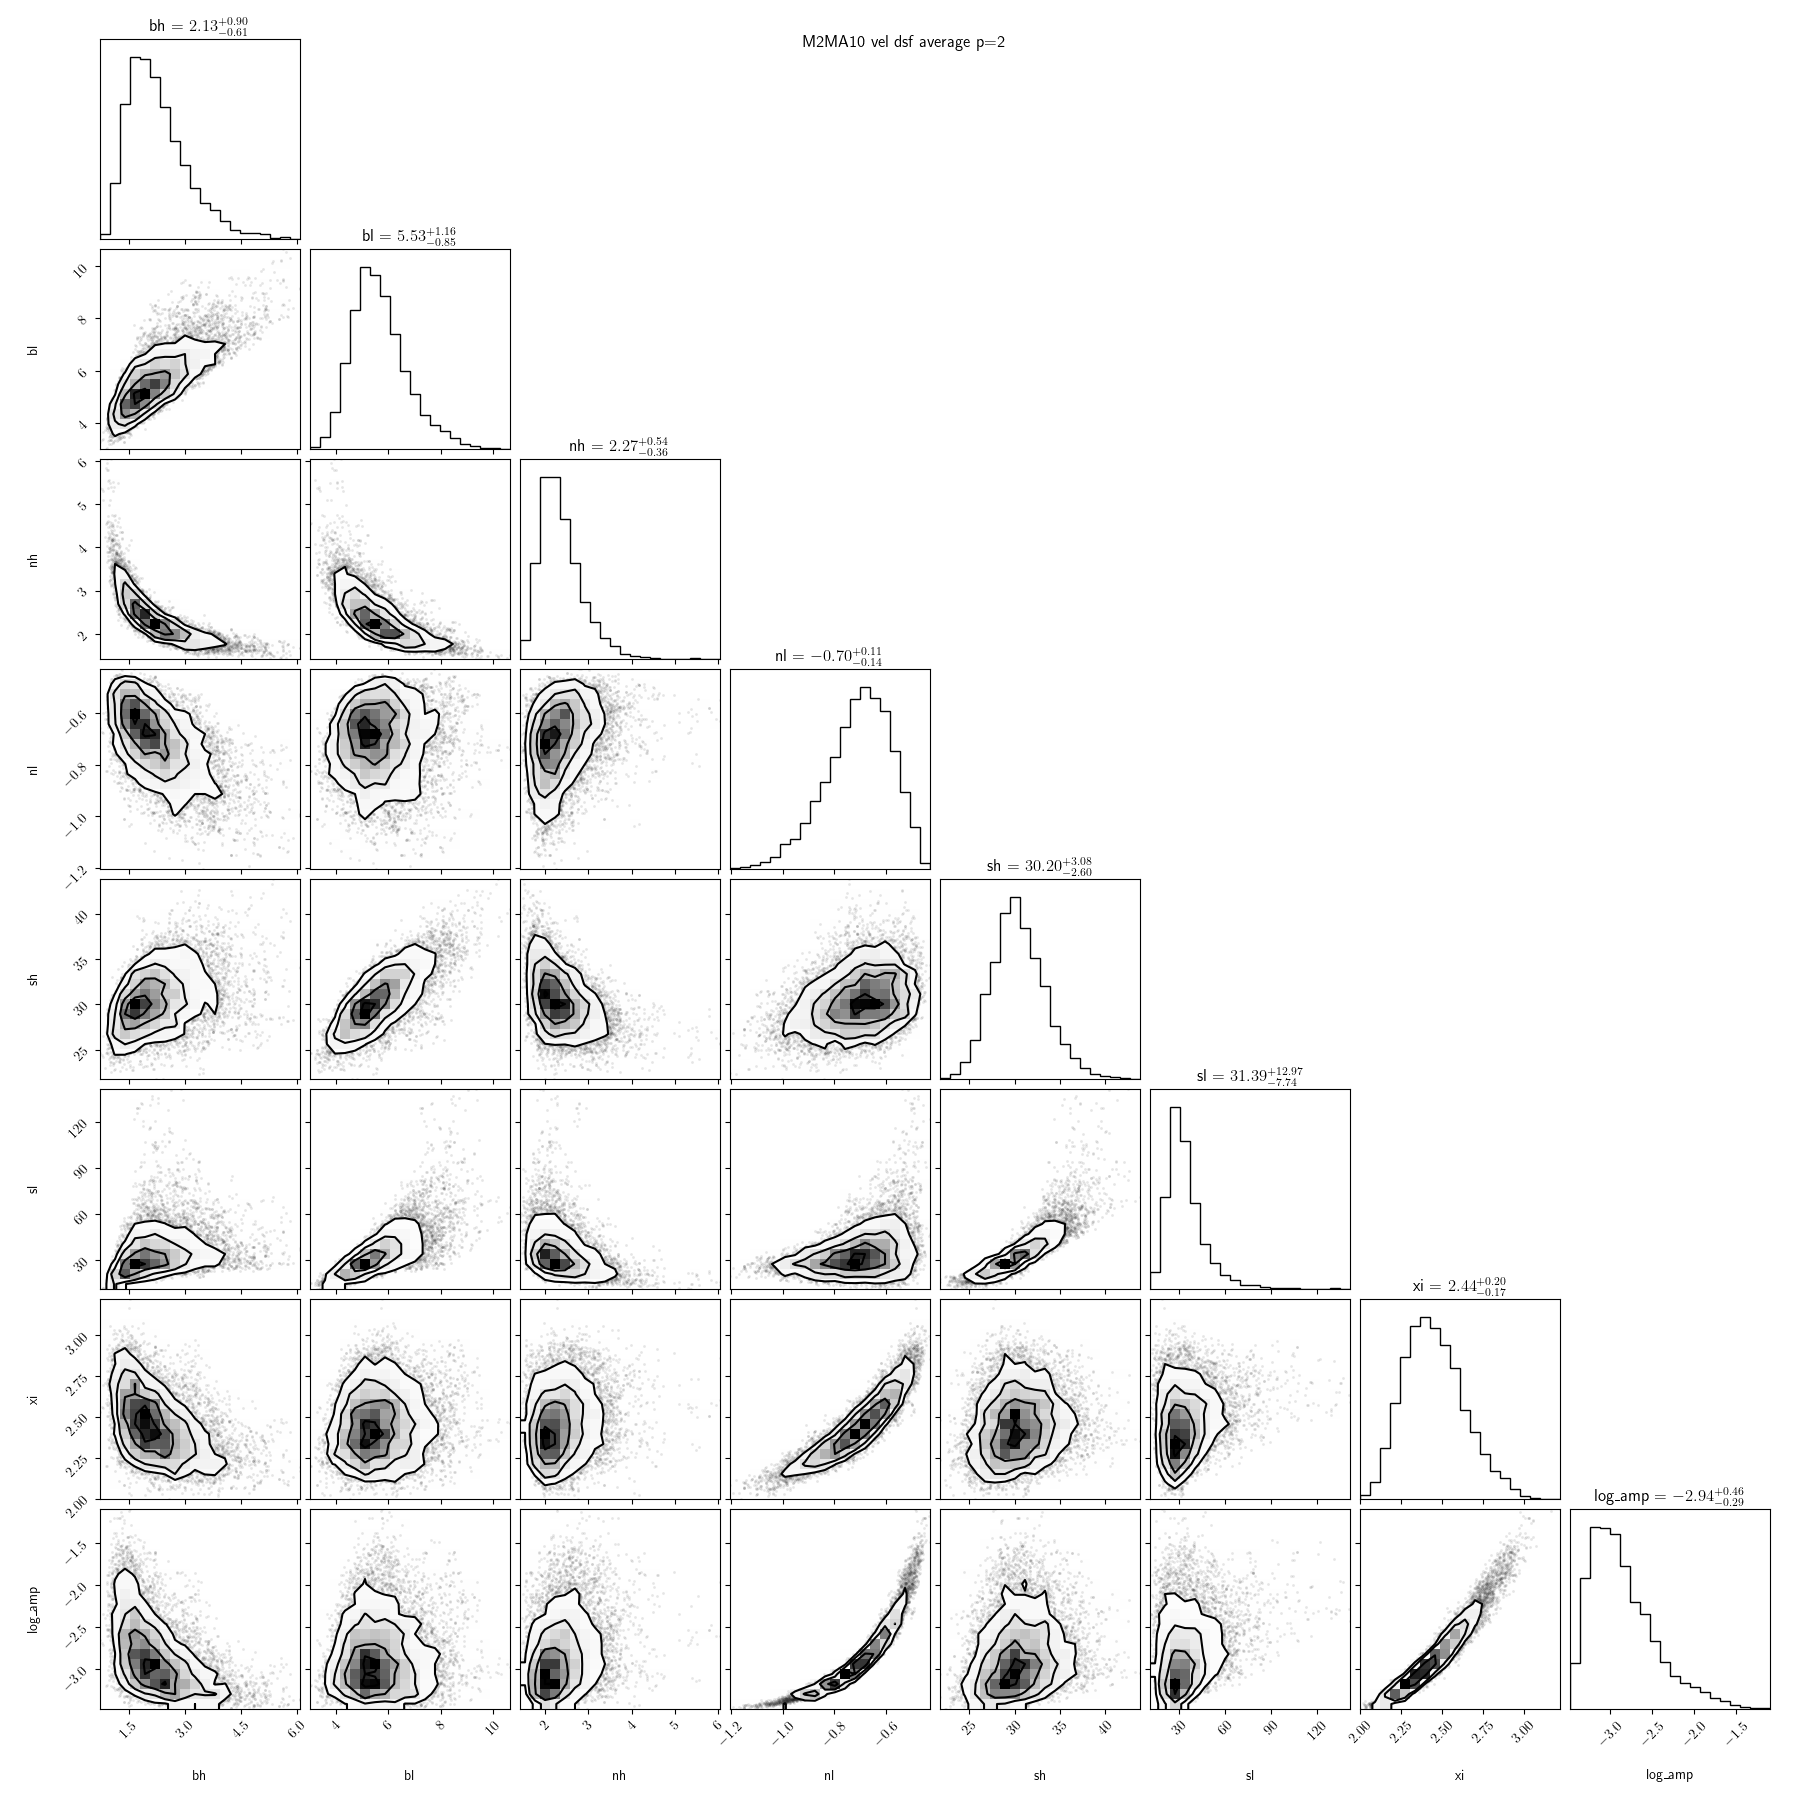 bh = 2.13^{+0.90}_{-0.61}
M2MA10 vel dsf average p=2
bl = 5.53^{+1.16}_{-0.85}
10
8
6
4
bl
nh = 2.27^{+0.54}_{-0.36}
6
5
4
3
2
nh
nl = −0.70^{+0.11}_{-0.14}
−0.6
−0.8
−1.0
−1.2
nl
sh = 30.20^{+3.08}_{-2.60}
40
35
30
25
sh
sl = 31.39^{+12.97}_{-7.74}
120
90
60
30
sl
xi = 2.44^{+0.20}_{-0.17}
3.00
2.75
2.50
2.25
2.00
xi
log_amp = −2.94^{+0.46}_{-0.29}
−1.5
−2.0
−2.5
−3.0
log_amp
1.5 3.0 4.5 6.0 4 6 8 10 2 3 4 5 6 −1.2 −1.0 −0.8 −0.6 25 30 35 40 30 60 90 120 2.00 2.25 2.50 2.75 3.00 −3.0 −2.5 −2.0 −1.5
bh bl nh nl sh sl xi log_amp